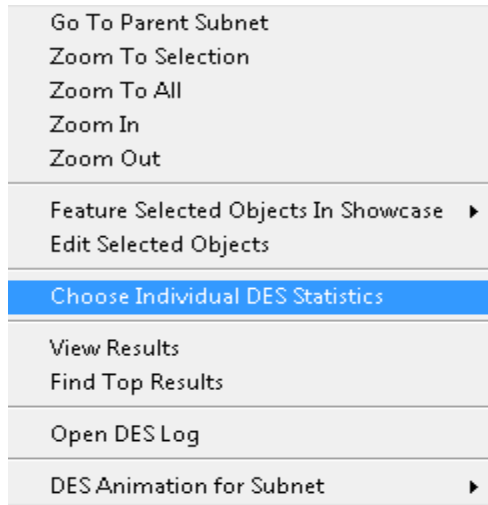 Go To Parent Subnet
Zoom To Selection
Zoom To All
Zoom In
Zoom Out
Feature Selected Objects In Showcase
Edit Selected Objects
Choose Individual DES Statistics
View Results
Find Top Results
Open DES Log
DES Animation for Subnet